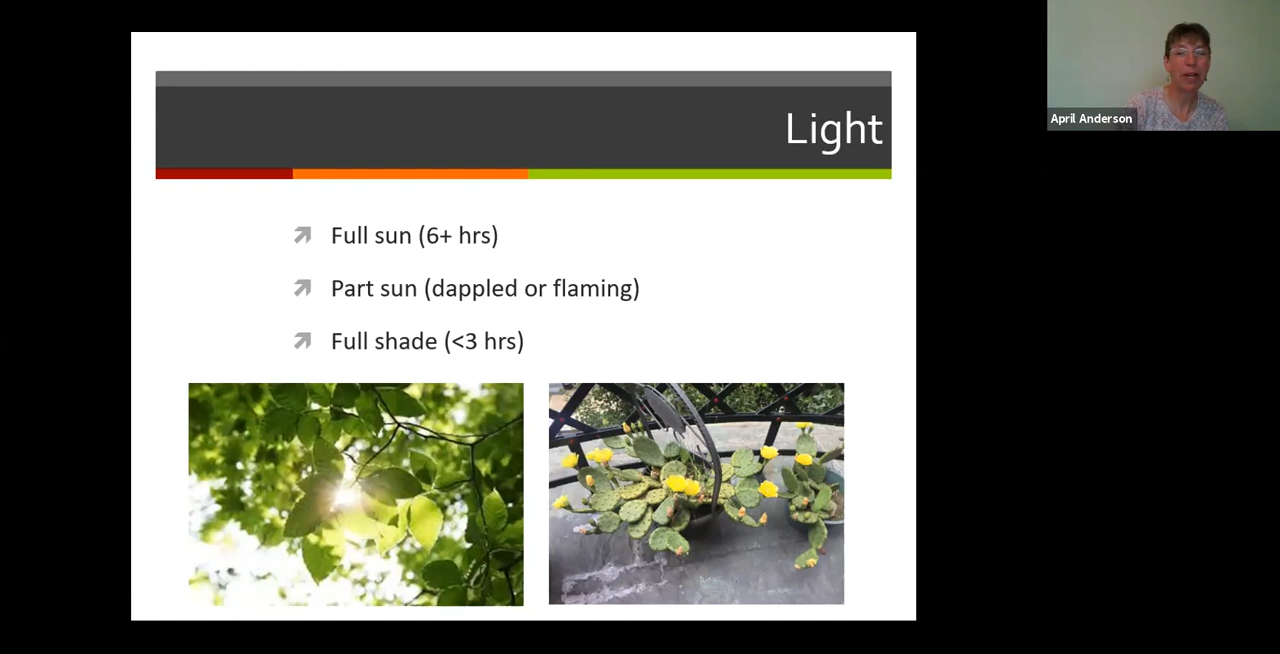 Light
Full sun (6+ hrs)
Part sun (dappled or flaming)
Full shade (<3 hrs)
April Anderson